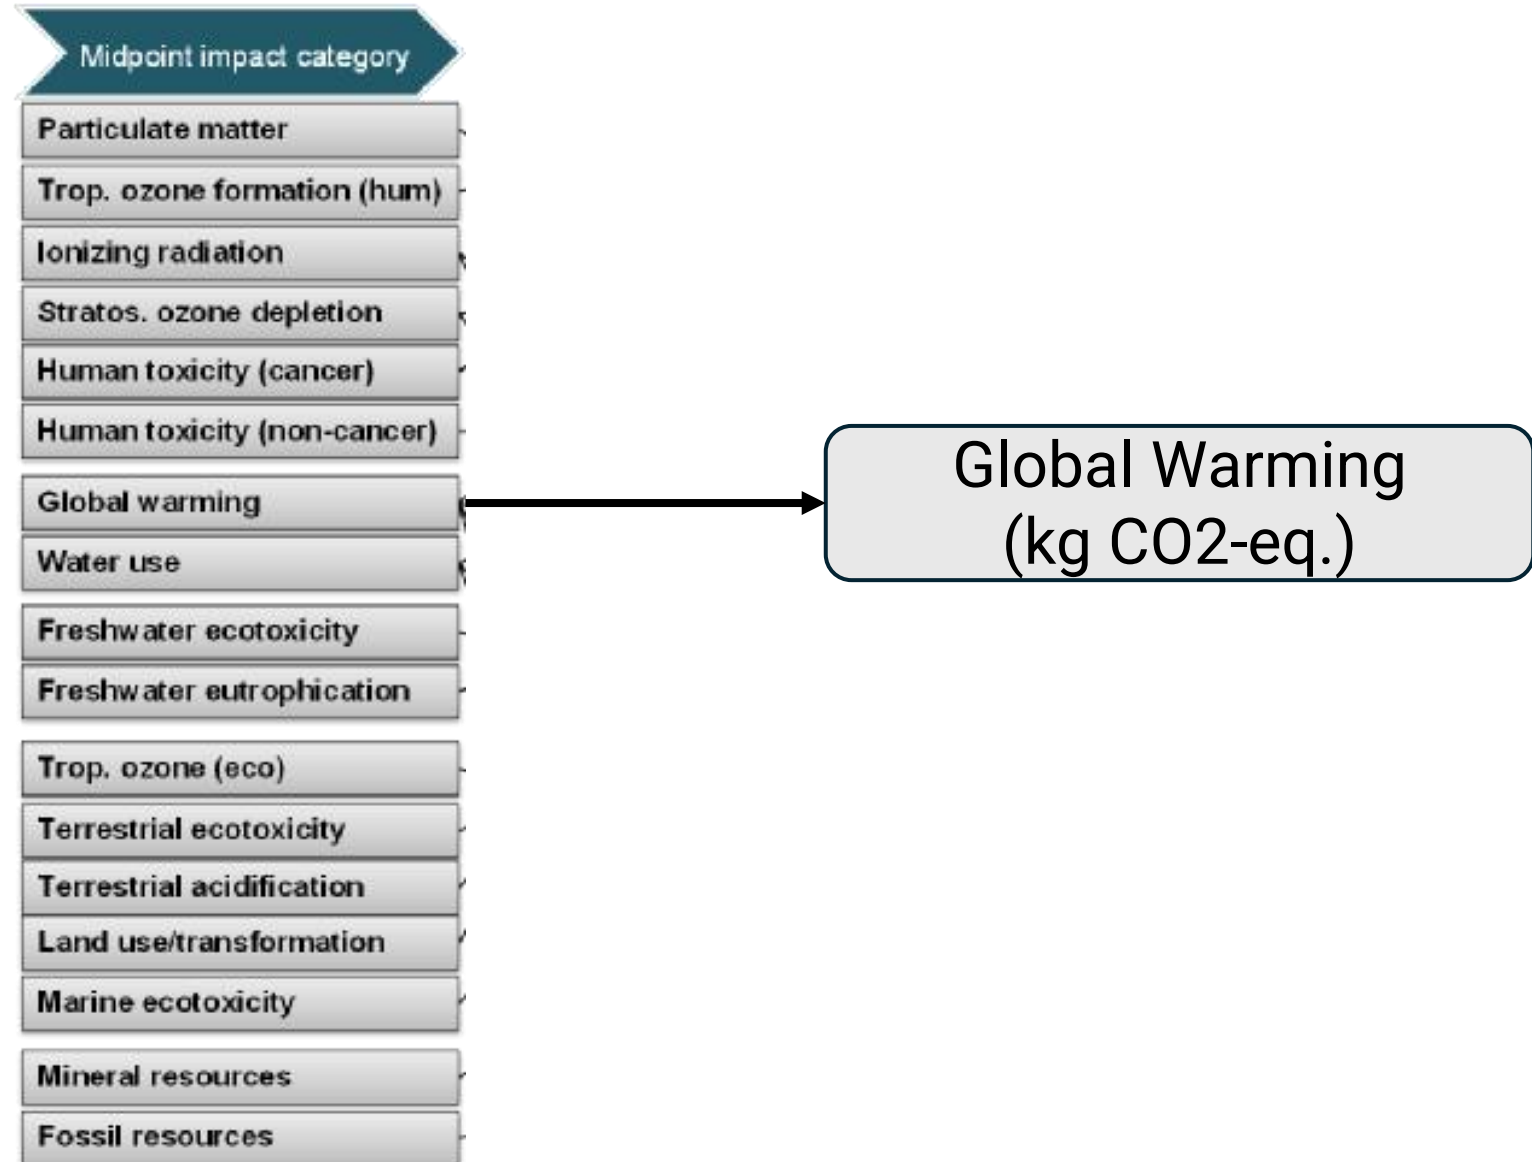 Midpoint impact category
Particulate matter
Trop. ozone formation (hum)
Ionizing radiation
Stratos. ozone depletion
Human toxicity (cancer)
Human toxicity (non-cancer)
Global warming
Water use
Freshwater ecotoxicity
Freshwater eutrophication
Trop. ozone (eco)
Terrestrial ecotoxicity
Terrestrial acidification
Land use/transformation
Marine ecotoxicity
Mineral resources
Fossil resources
Global Warming
(kg CO2-eq.)